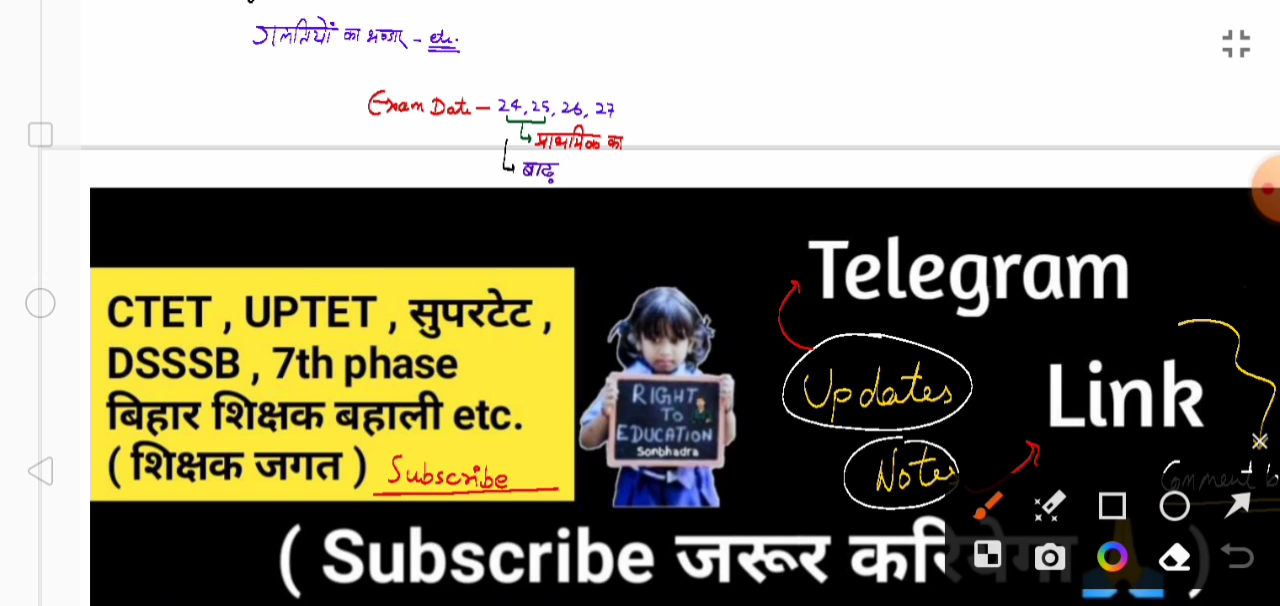 गलतियों का भण्डार - etc.
Exam Date - 24, 25, 26, 27
प्राथमिक का
बाढ़
CTET , UPTET , सुपरटेट ,
DSSSB , 7th phase
बिहार शिक्षक बहाली etc.
( शिक्षक जगत ) Subscribe
RIGHT
TO
EDUCATION
Sonbhadra
Telegram
Updates
Link
Notes
Comment b
( Subscribe जरूर करियेगा )